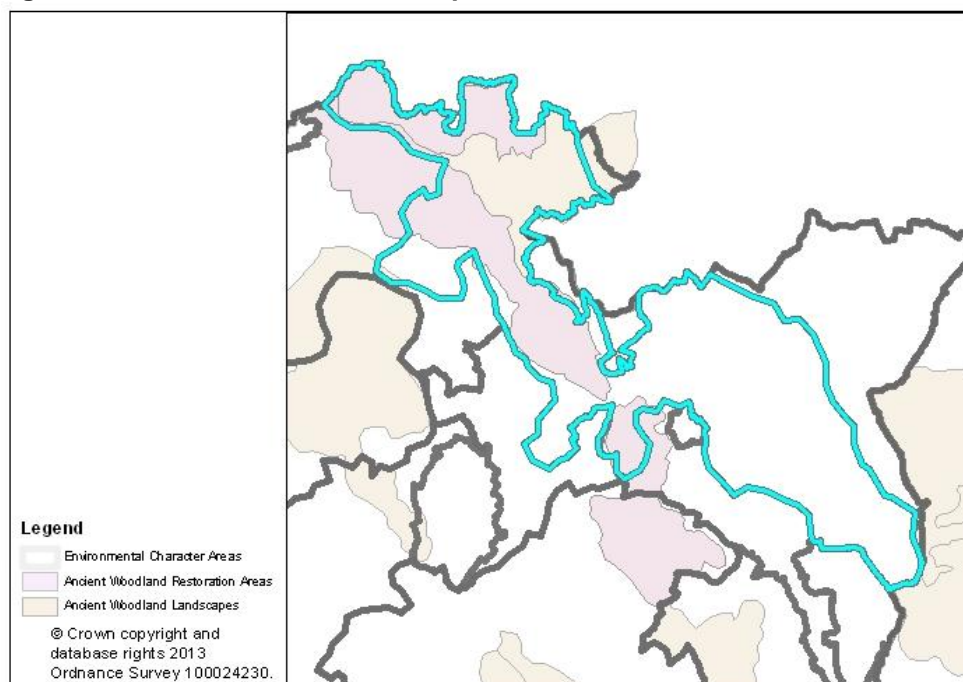 Legend
Environmental Character Areas
Ancient Woodland Restoration Areas
Ancient Woodland Landscapes
© Crown copyright and
database rights 2013
Ordnance Survey 100024230.